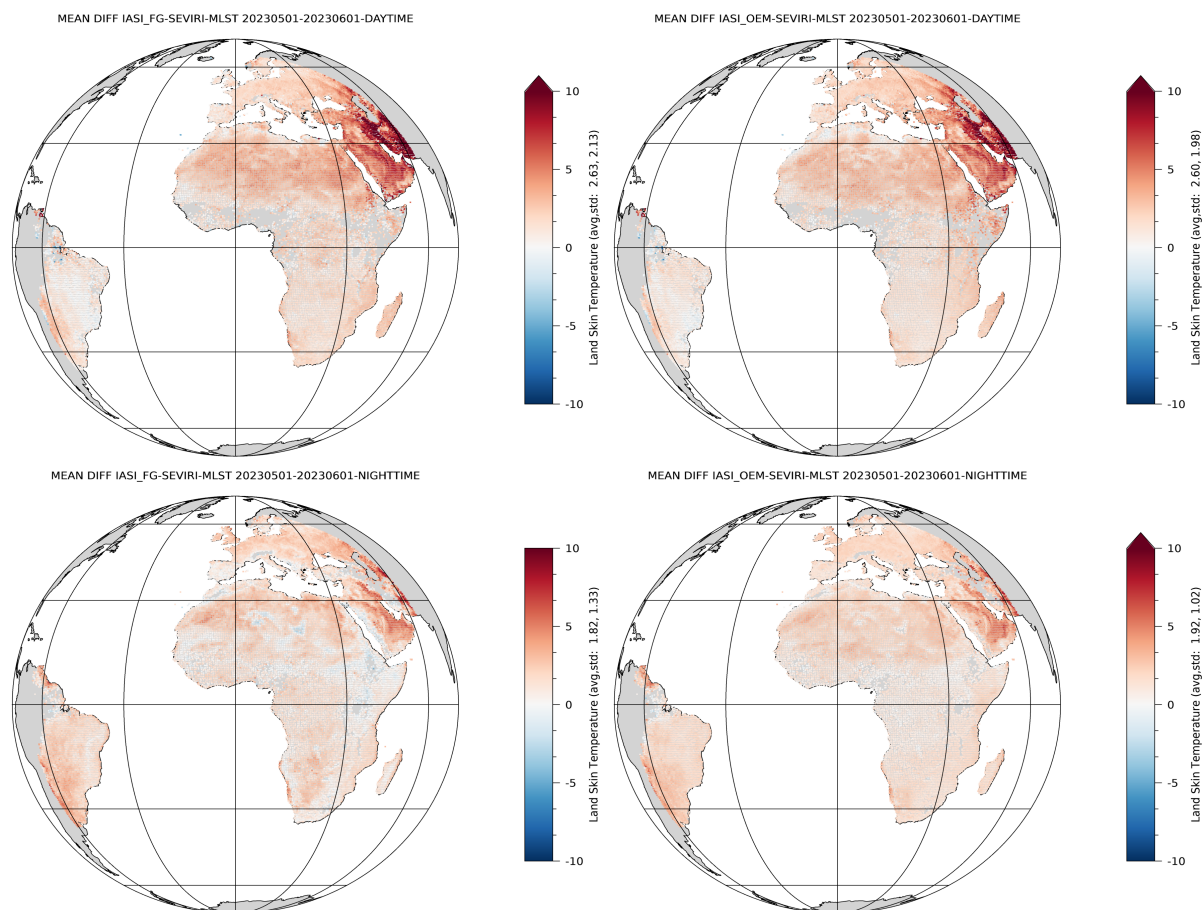 MEAN DIFF IASI_FG-SEVIRI-MLST 20230501-20230601-DAYTIME
10
5
0
-5
-10
Land Skin Temperature (avg,std:  2.63, 2.13)
MEAN DIFF IASI_OEM-SEVIRI-MLST 20230501-20230601-DAYTIME
10
5
0
-5
-10
Land Skin Temperature (avg,std:  2.60, 1.98)
MEAN DIFF IASI_FG-SEVIRI-MLST 20230501-20230601-NIGHTTIME
10
5
0
-5
-10
Land Skin Temperature (avg,std:  1.82, 1.33)
MEAN DIFF IASI_OEM-SEVIRI-MLST 20230501-20230601-NIGHTTIME
10
5
0
-5
-10
Land Skin Temperature (avg,std:  1.92, 1.02)